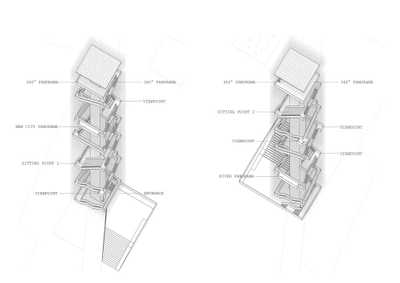 360° PANORAMA
360° PANORAMA
VIEWPOINT
NEW CITY PANORAMA
SITTING POINT 1
VIEWPOINT
ENTRANCE
360° PANORAMA
360° PANORAMA
SITTING POINT 2
VIEWPOINT
VIEWPOINT
VIEWPOINT
RIVER PANORAMA